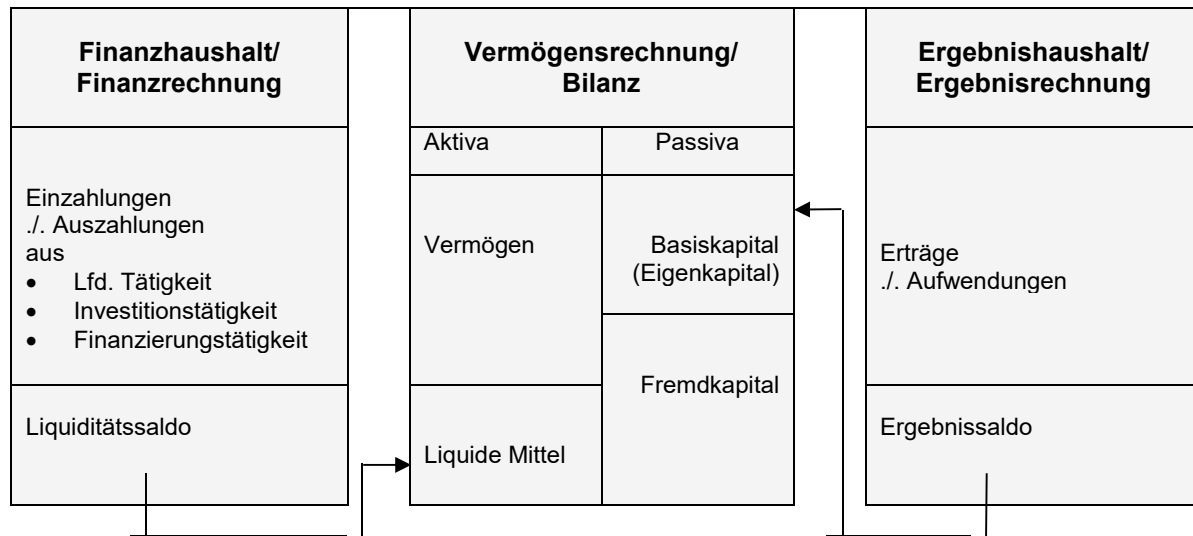 Finanzhaushalt/
Finanzrechnung
Einzahlungen
./. Auszahlungen
aus
• Lfd. Tätigkeit
• Investitionstätigkeit
• Finanzierungstätigkeit
Liquiditätssaldo
Vermögensrechnung/
Bilanz
Aktiva
Passiva
Vermögen
Basiskapital
(Eigenkapital)
Fremdkapital
Liquide Mittel
Ergebnishaushalt/
Ergebnisrechnung
Erträge
./. Aufwendungen
Ergebnissaldo